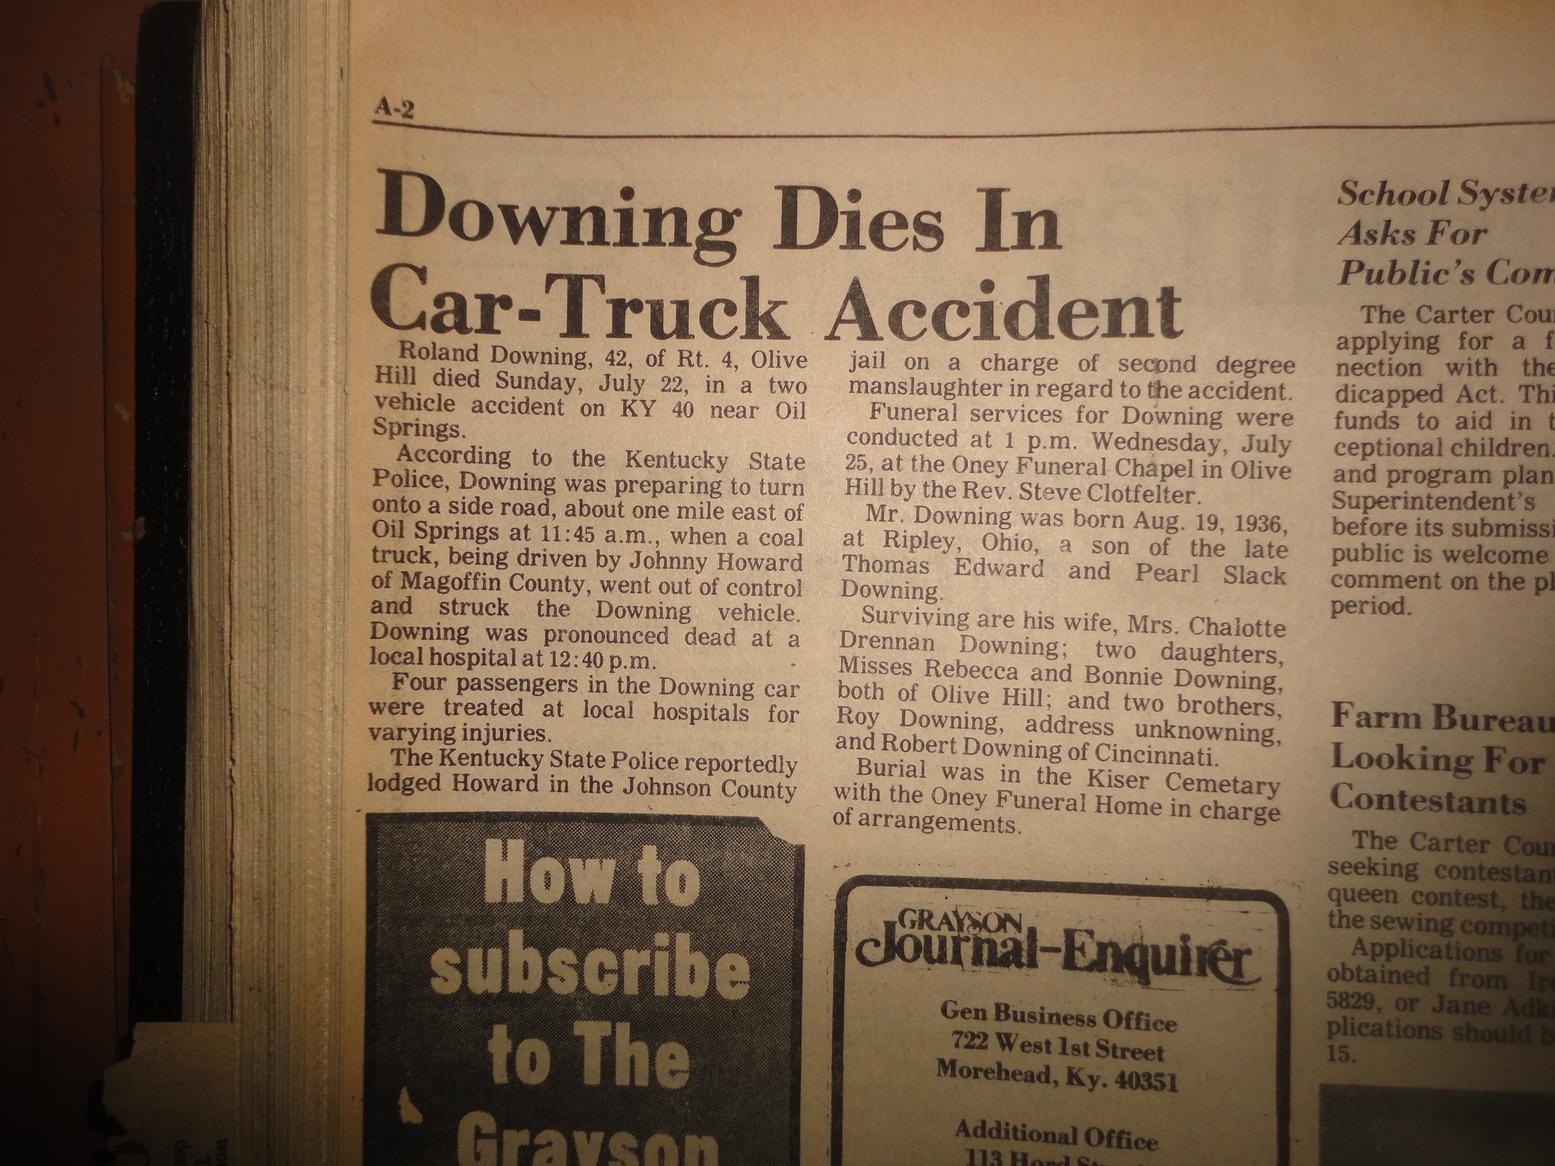 A-2
Downing Dies In
Car-Truck Accident
Roland Downing, 42, of Rt. 4, Olive
Hill died Sunday, July 22, in a two
vehicle accident on KY 40 near Oil
Springs.
According to the Kentucky State
Police, Downing was preparing to turn
onto a side road, about one mile east of
Oil Springs at 11:45 a.m., when a coal
truck, being driven by Johnny Howard
of Magoffin County, went out of control
and struck the Downing vehicle.
Downing was pronounced dead at a
local hospital at 12:40 p.m.
Four passengers in the Downing car
were treated at local hospitals for
varying injuries.
The Kentucky State Police reportedly
lodged Howard in the Johnson County
jail on a charge of second degree
manslaughter in regard to the accident.
Funeral services for Downing were
conducted at 1 p.m. Wednesday, July
25, at the Oney Funeral Chapel in Olive
Hill by the Rev. Steve Clotfelter.
Mr. Downing was born Aug. 19, 1936,
at Ripley, Ohio, a son of the late
Thomas Edward and Pearl Slack
Downing.
Surviving are his wife, Mrs. Chalotte
Drennan Downing; two daughters,
Misses Rebecca and Bonnie Downing,
both of Olive Hill; and two brothers,
Roy Downing, address unknowning,
and Robert Downing of Cincinnati.
Burial was in the Kiser Cemetary
with the Oney Funeral Home in charge
of arrangements.
How to
subscribe
to The
Grayson
GRAYSON
Journal-Enquirer
Gen Business Office
722 West 1st Street
Morehead, Ky. 40351
Additional Office
113 Hord
School Syste
Asks For
Public's Com
The Carter Cou
applying for a f
nection with the
dicapped Act. Thi
funds to aid in t
ceptional children.
and program plan
Superintendent's
before its submissi
public is welcome
comment on the pl
period.
Farm Bureau
Looking For
Contestants
The Carter Cou
seeking contestan
queen contest, the
the sewing competi
Applications for
obtained from Ir
5829, or Jane Adk
plications should b
15.